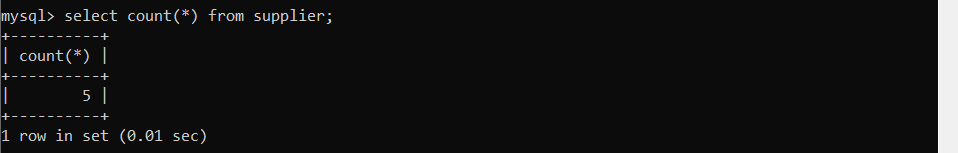 mysql> select count(*) from supplier;
+----------+
| count(*) |
+----------+
|        5 |
+----------+
1 row in set (0.01 sec)